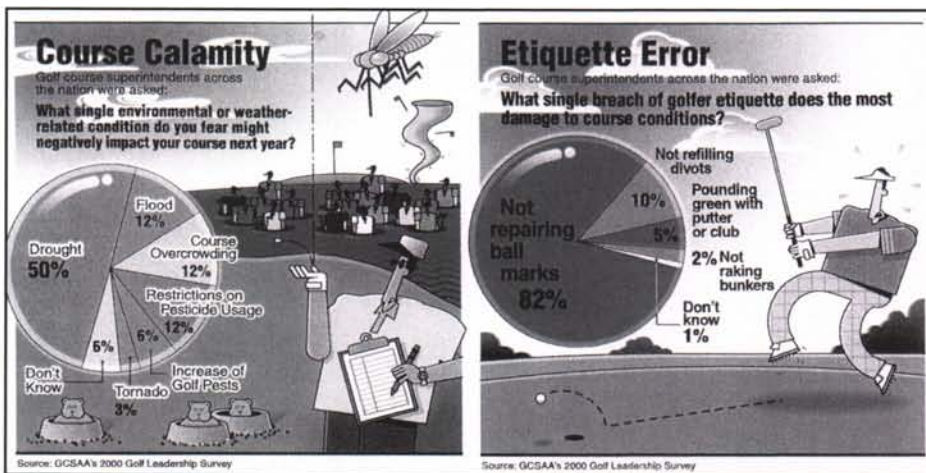 Course Calamity
Golf course superintendents across
the nation were asked:
What single environmental or weather-
related condition do you fear might
negatively impact your course next year?
Flood
12%
Drought
50%
Course
Overcrowding
12%
Restrictions on
Pesticide Usage
12%
6%
6%
Don't
Know
Tornado
3%
Increase of
Golf Pests
Source: GCSAA's 2000 Golf Leadership Survey
Etiquette Error
Golf course superintendents across the nation were asked:
What single breach of golfer etiquette does the most
damage to course conditions?
Not refilling
divots
10%
Pounding
green with
putter
or club
5%
Not
repairing
ball
marks
82%
2% Not
raking
bunkers
Don't
know
1%
Source: GCSAA's 2000 Golf Leadership Survey